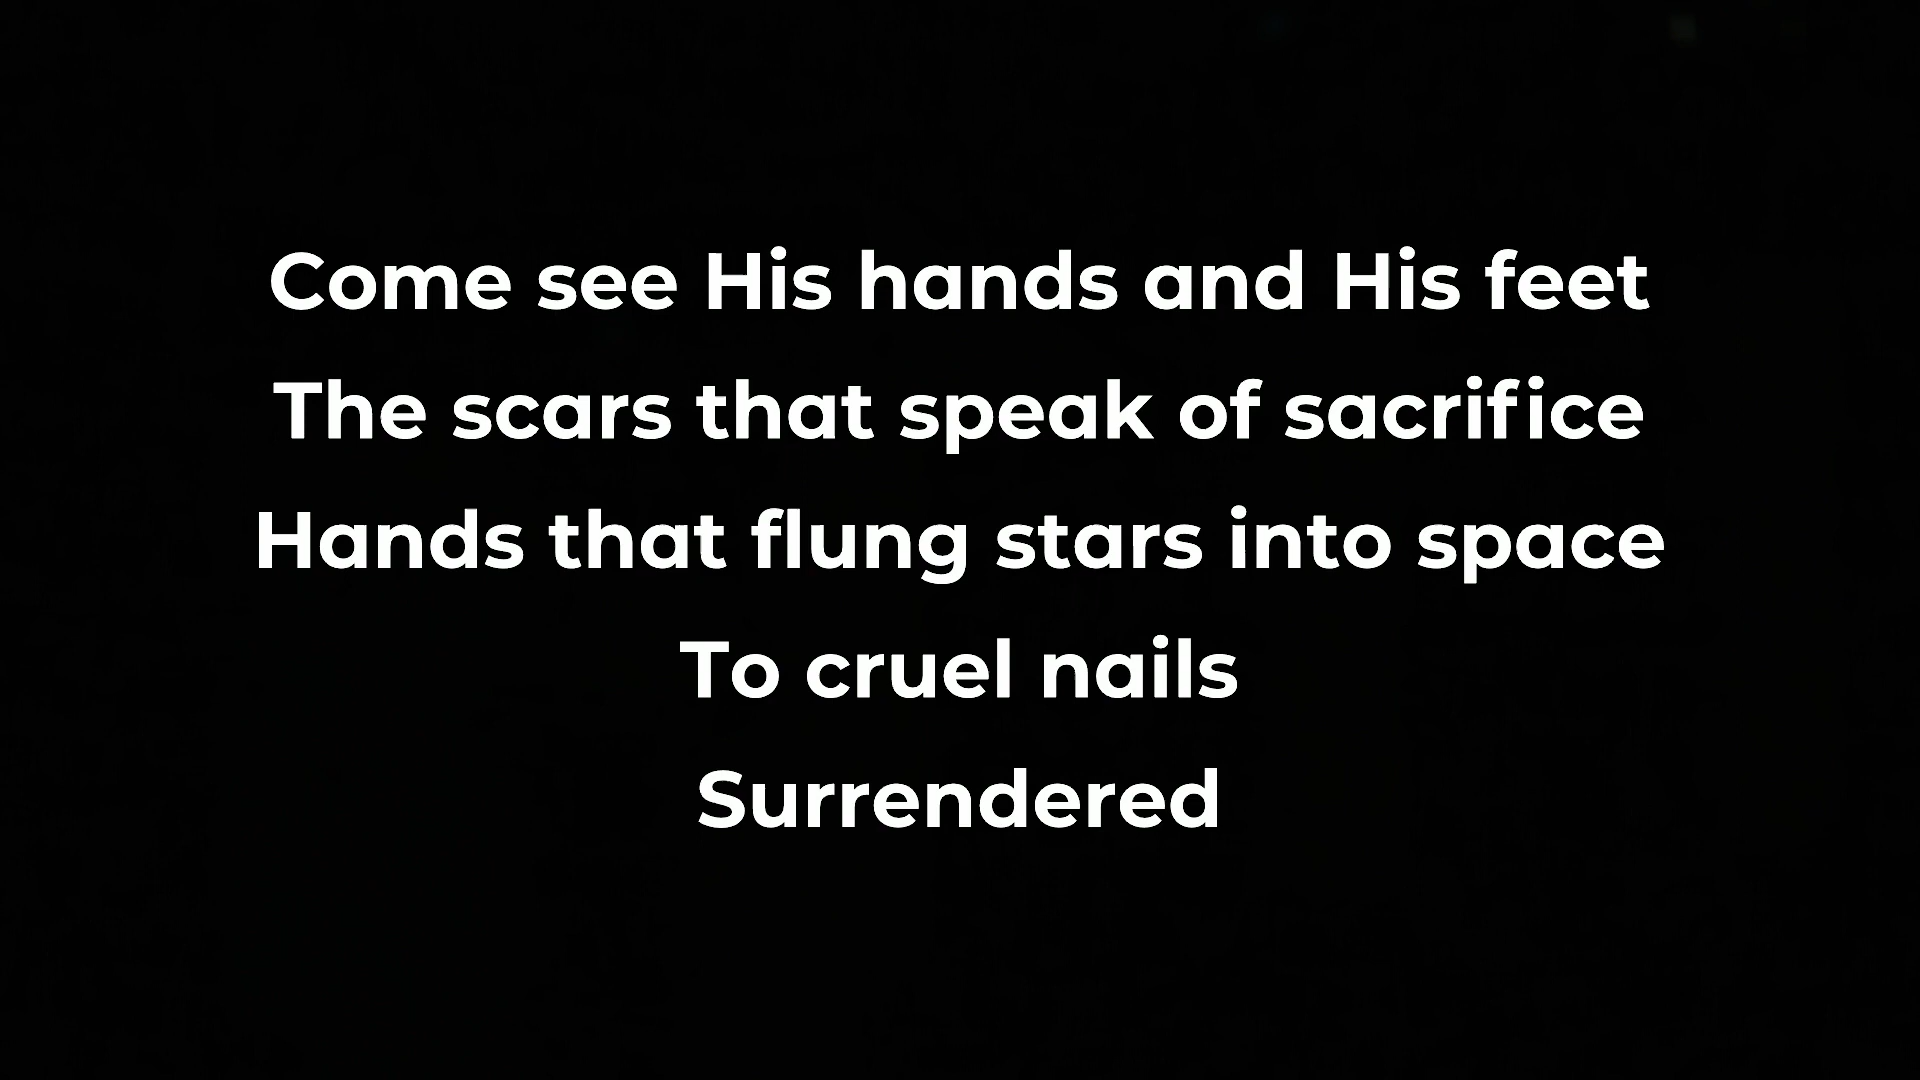 Come see His hands and His feet
The scars that speak of sacrifice
Hands that flung stars into space
To cruel nails
Surrendered